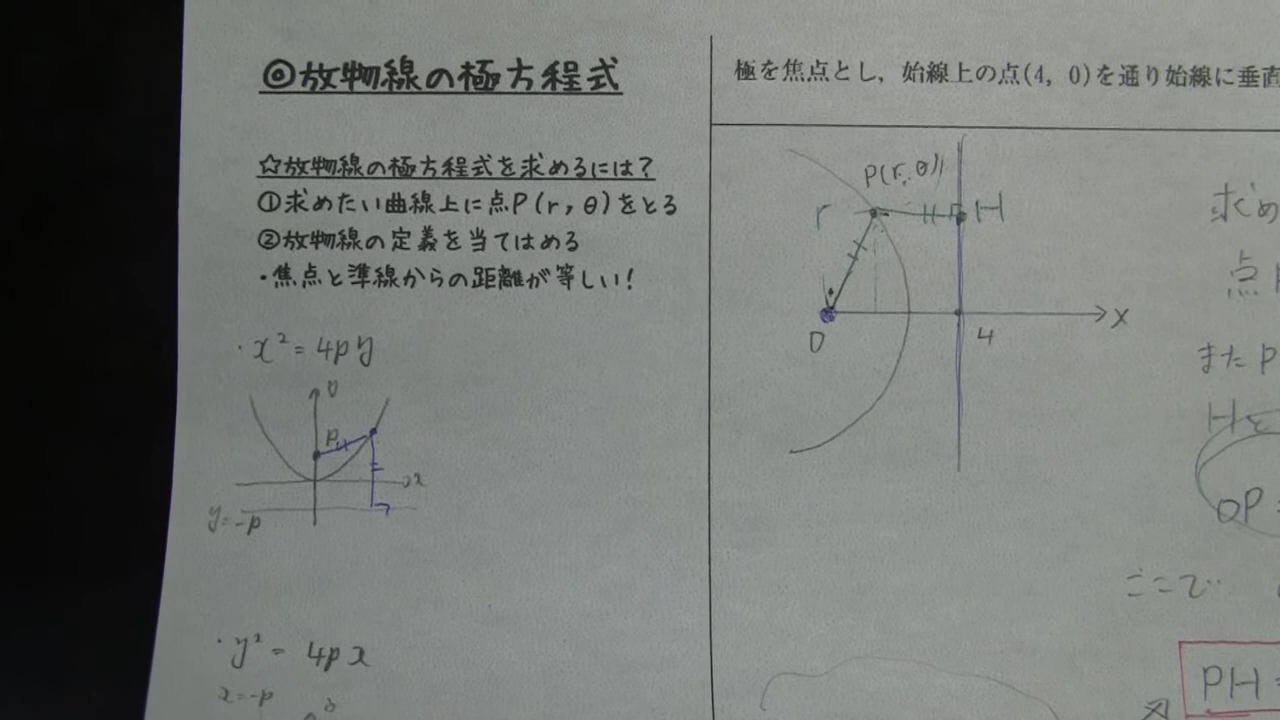 ◎放物線の極方程式
☆放物線の極方程式を求めるには？
①求めたい曲線上に点P(r,θ)をとる
②放物線の定義を当てはめる
・焦点と準線からの距離が等しい！
・x²=4py
P
x
y=-p
・y²=4px
x=-p
極を焦点とし，始線上の点(4，0)を通り始線に垂直
P(r,θ)
r
H
O
4
X
求め
点
また P
H
OP
ここで
PH=